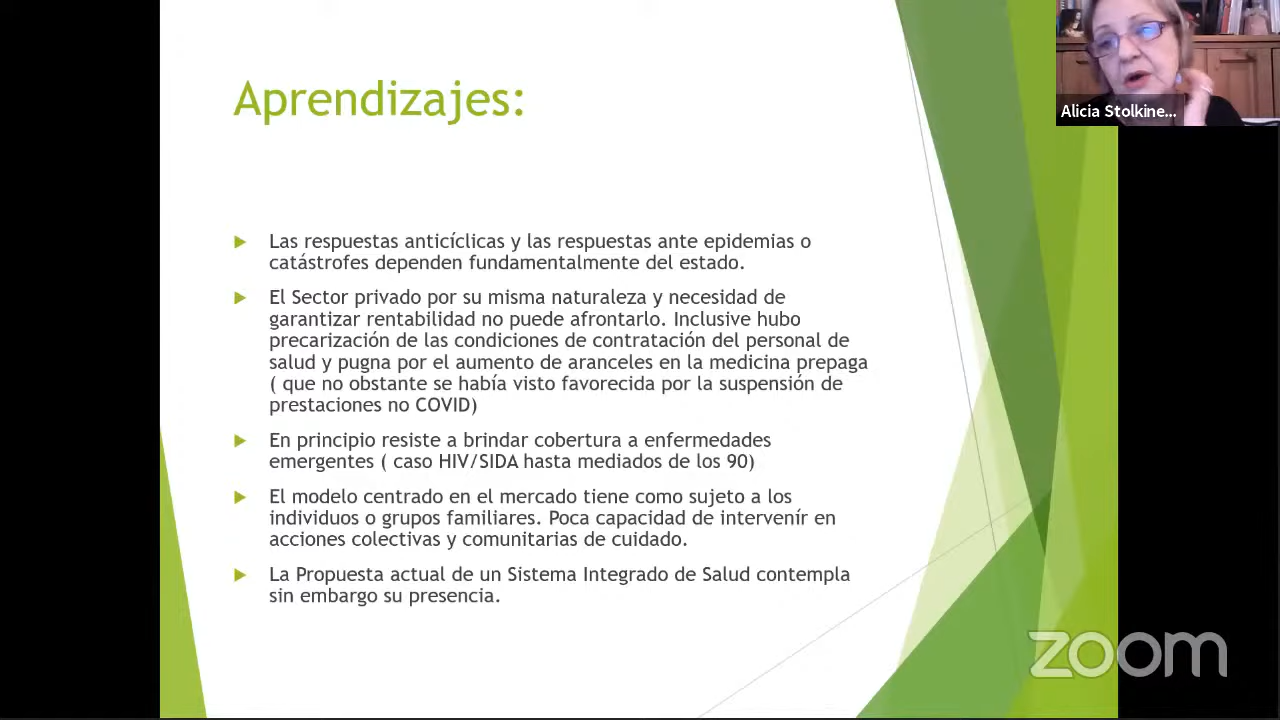 Aprendizajes:
Las respuestas anticíclicas y las respuestas ante epidemias o
catástrofes dependen fundamentalmente del estado.
El Sector privado por su misma naturaleza y necesidad de
garantizar rentabilidad no puede afrontarlo. Inclusive hubo
precarización de las condiciones de contratación del personal de
salud y pugna por el aumento de aranceles en la medicina prepaga
( que no obstante se había visto favorecida por la suspensión de
prestaciones no COVID)
En principio resiste a brindar cobertura a enfermedades
emergentes ( caso HIV/SIDA hasta mediados de los 90)
El modelo centrado en el mercado tiene como sujeto a los
individuos o grupos familiares. Poca capacidad de intervenír en
acciones colectivas y comunitarias de cuidado.
La Propuesta actual de un Sistema Integrado de Salud contempla
sin embargo su presencia.
Alicia Stolkine...
zoom